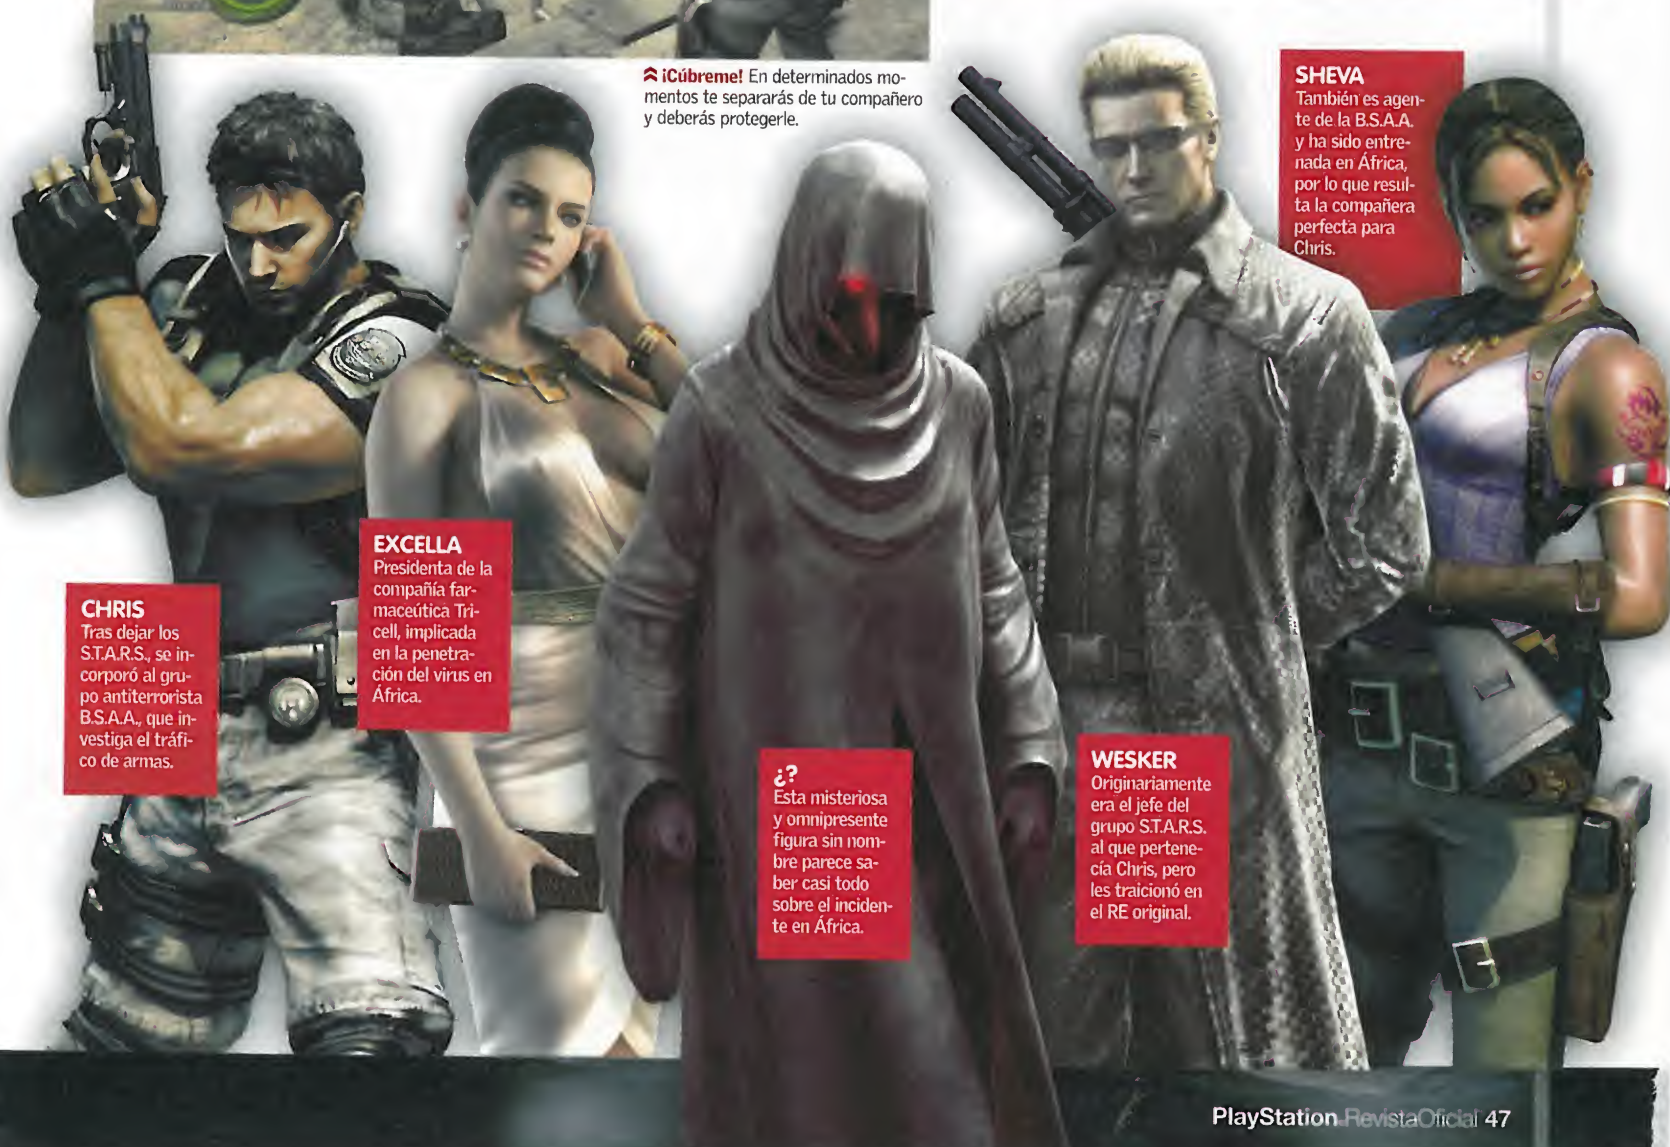 ¡Cúbreme! En determinados mo-
mentos te separarás de tu compañero
y deberás protegerle.
SHEVA
También es agen-
te de la B.S.A.A.
y ha sido entre-
nada en África,
por lo que resul-
ta la compañera
perfecta para
Chris.
EXCELLA
Presidenta de la
compañía far-
maceútica Tri-
cell, implicada
en la penetra-
ción del virus en
África.
CHRIS
Tras dejar los
S.T.A.R.S., se in-
corporó al gru-
po antiterrorista
B.S.A.A., que in-
vestiga el tráfi-
co de armas.
¿?
Esta misteriosa
y omnipresente
figura sin nom-
bre parece sa-
ber casi todo
sobre el inciden-
te en África.
WESKER
Originariamente
era el jefe del
grupo S.T.A.R.S.
al que pertene-
cía Chris, pero
les traicionó en
el RE original.
PlayStation RevistaOficial 47